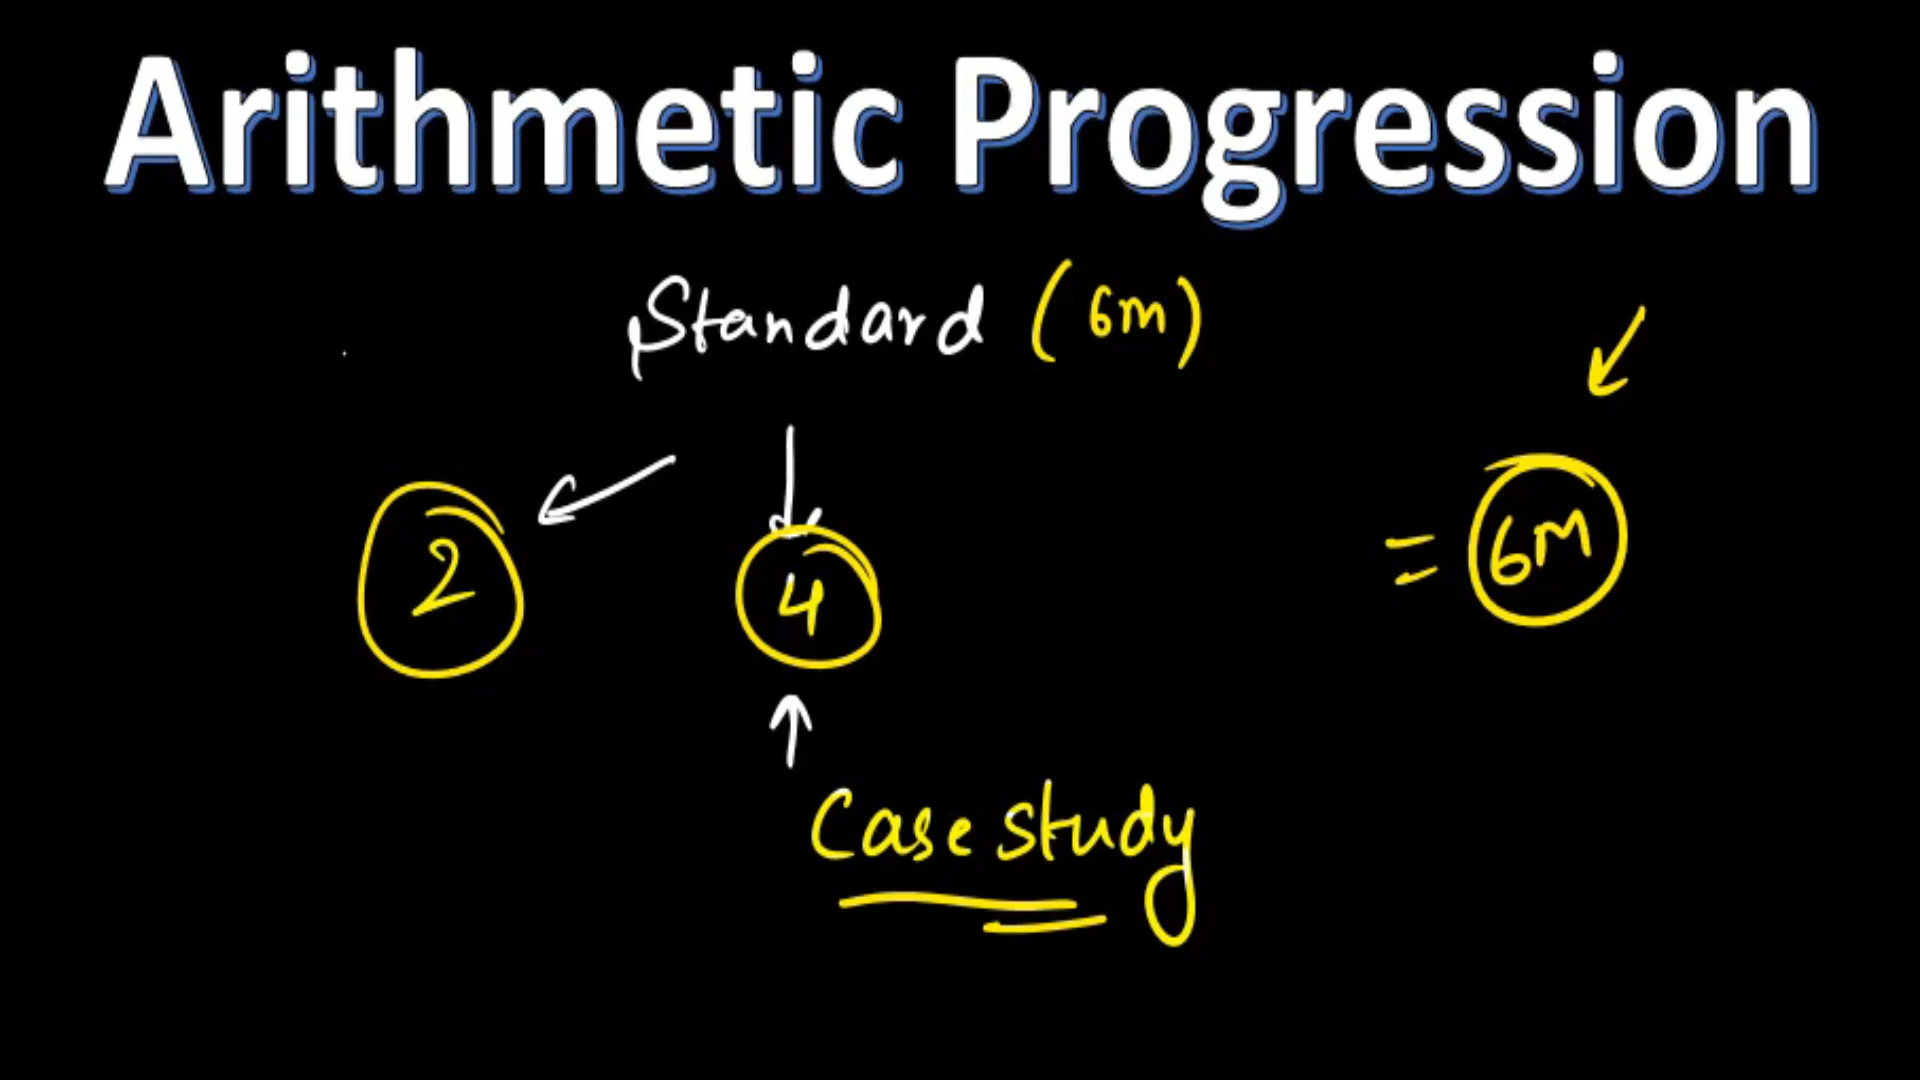 Arithmetic Progression
Standard (6m)
2 4 = 6M
Case study